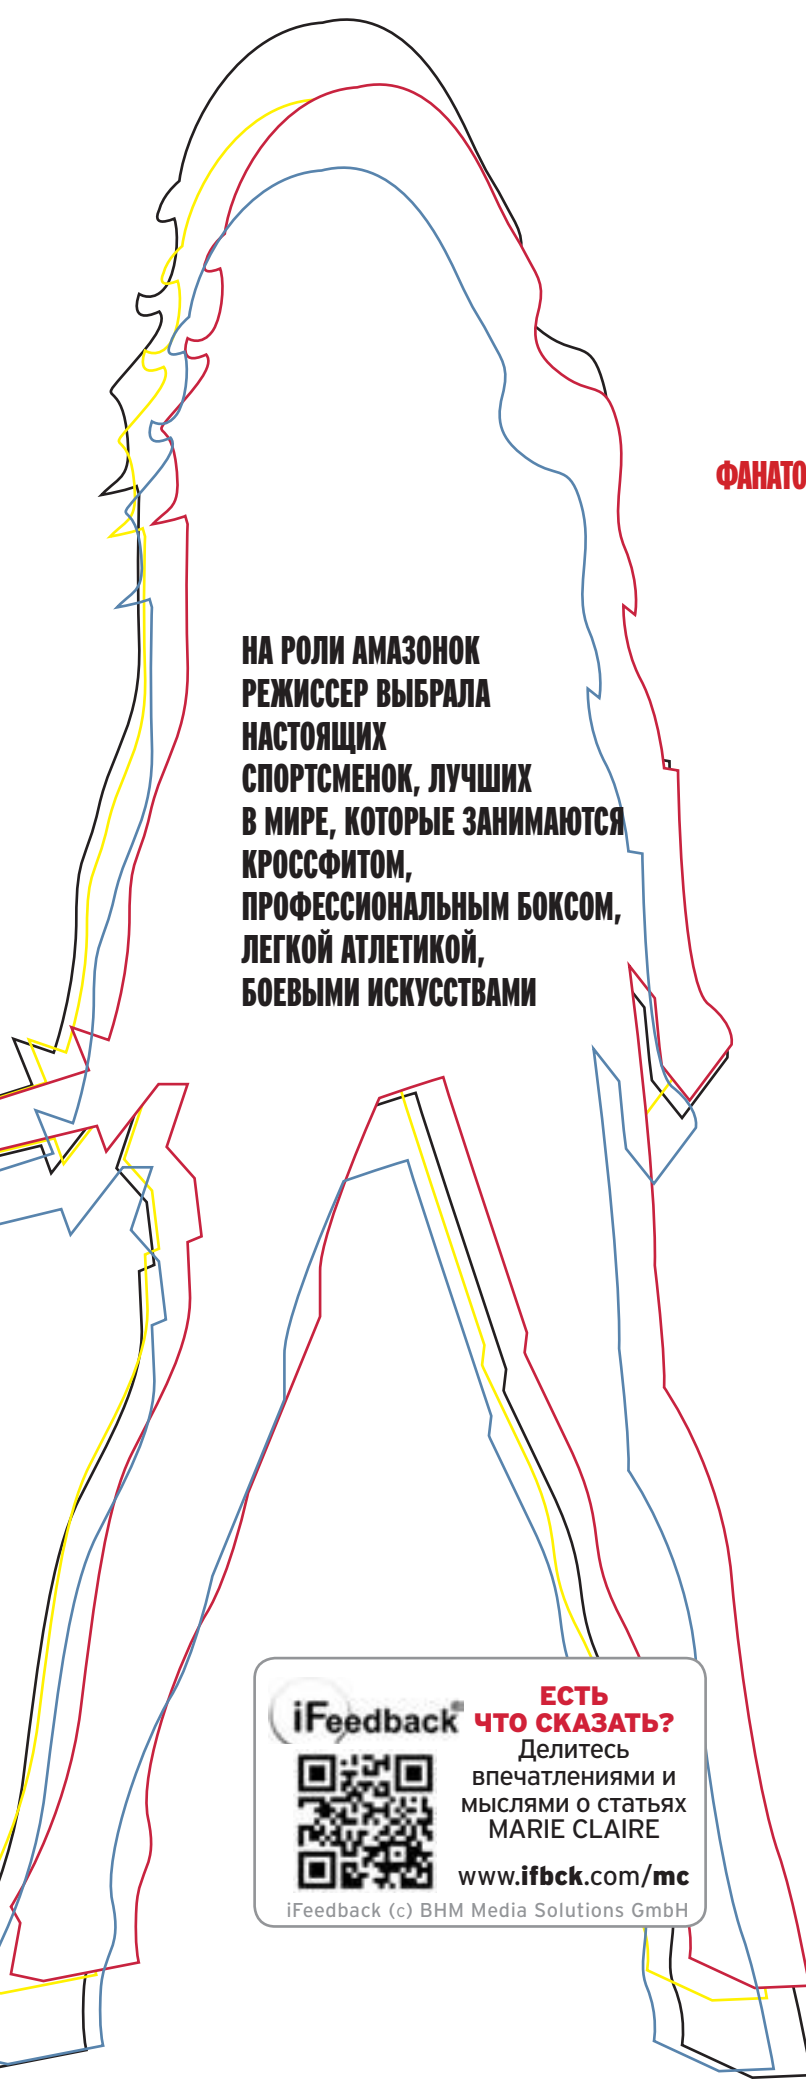 ФАНАТО
НА РОЛИ АМАЗОНОК
РЕЖИССЕР ВЫБРАЛА
НАСТОЯЩИХ
СПОРТСМЕНОК, ЛУЧШИХ
В МИРЕ, КОТОРЫЕ ЗАНИМАЮТСЯ
КРОССФИТОМ,
ПРОФЕССИОНАЛЬНЫМ БОКСОМ,
ЛЕГКОЙ АТЛЕТИКОЙ,
БОЕВЫМИ ИСКУССТВАМИ
iFeedback®
ЕСТЬ
ЧТО СКАЗАТЬ?
Делитесь
впечатлениями и
мыслями о статьях
MARIE CLAIRE
www.ifbck.com/mc
iFeedback (c) BHM Media Solutions GmbH